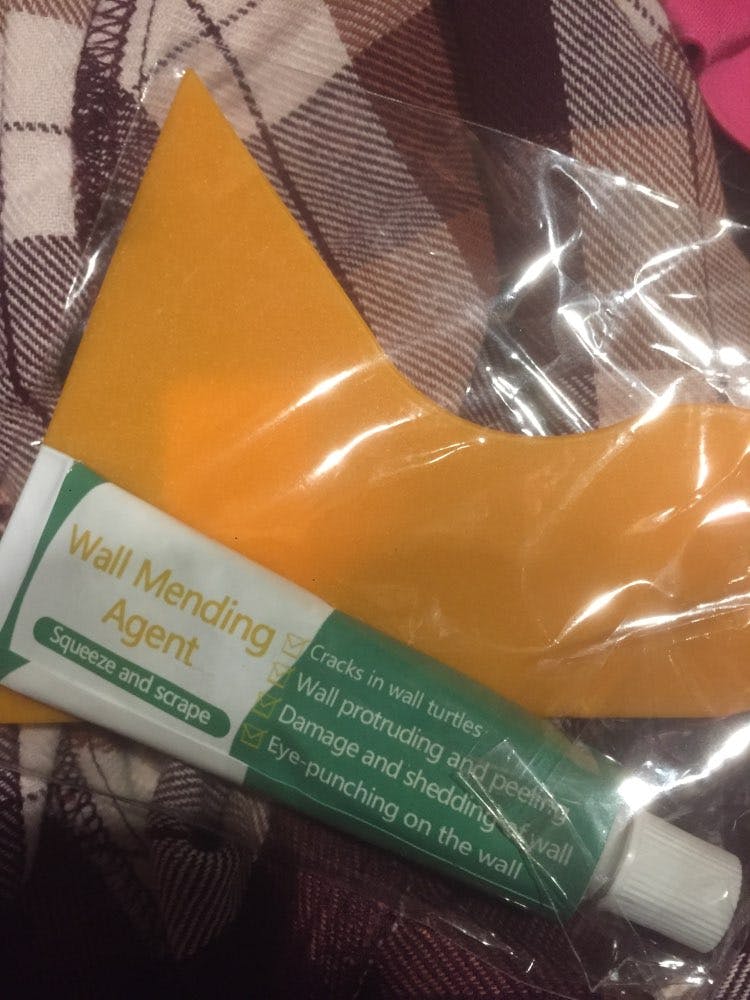 Wall Mending
Agent
Squeeze and scrape
Cracks in wall turtles
Wall protruding and peeling
Damage and shedding of wall
Eye-punching on the wall